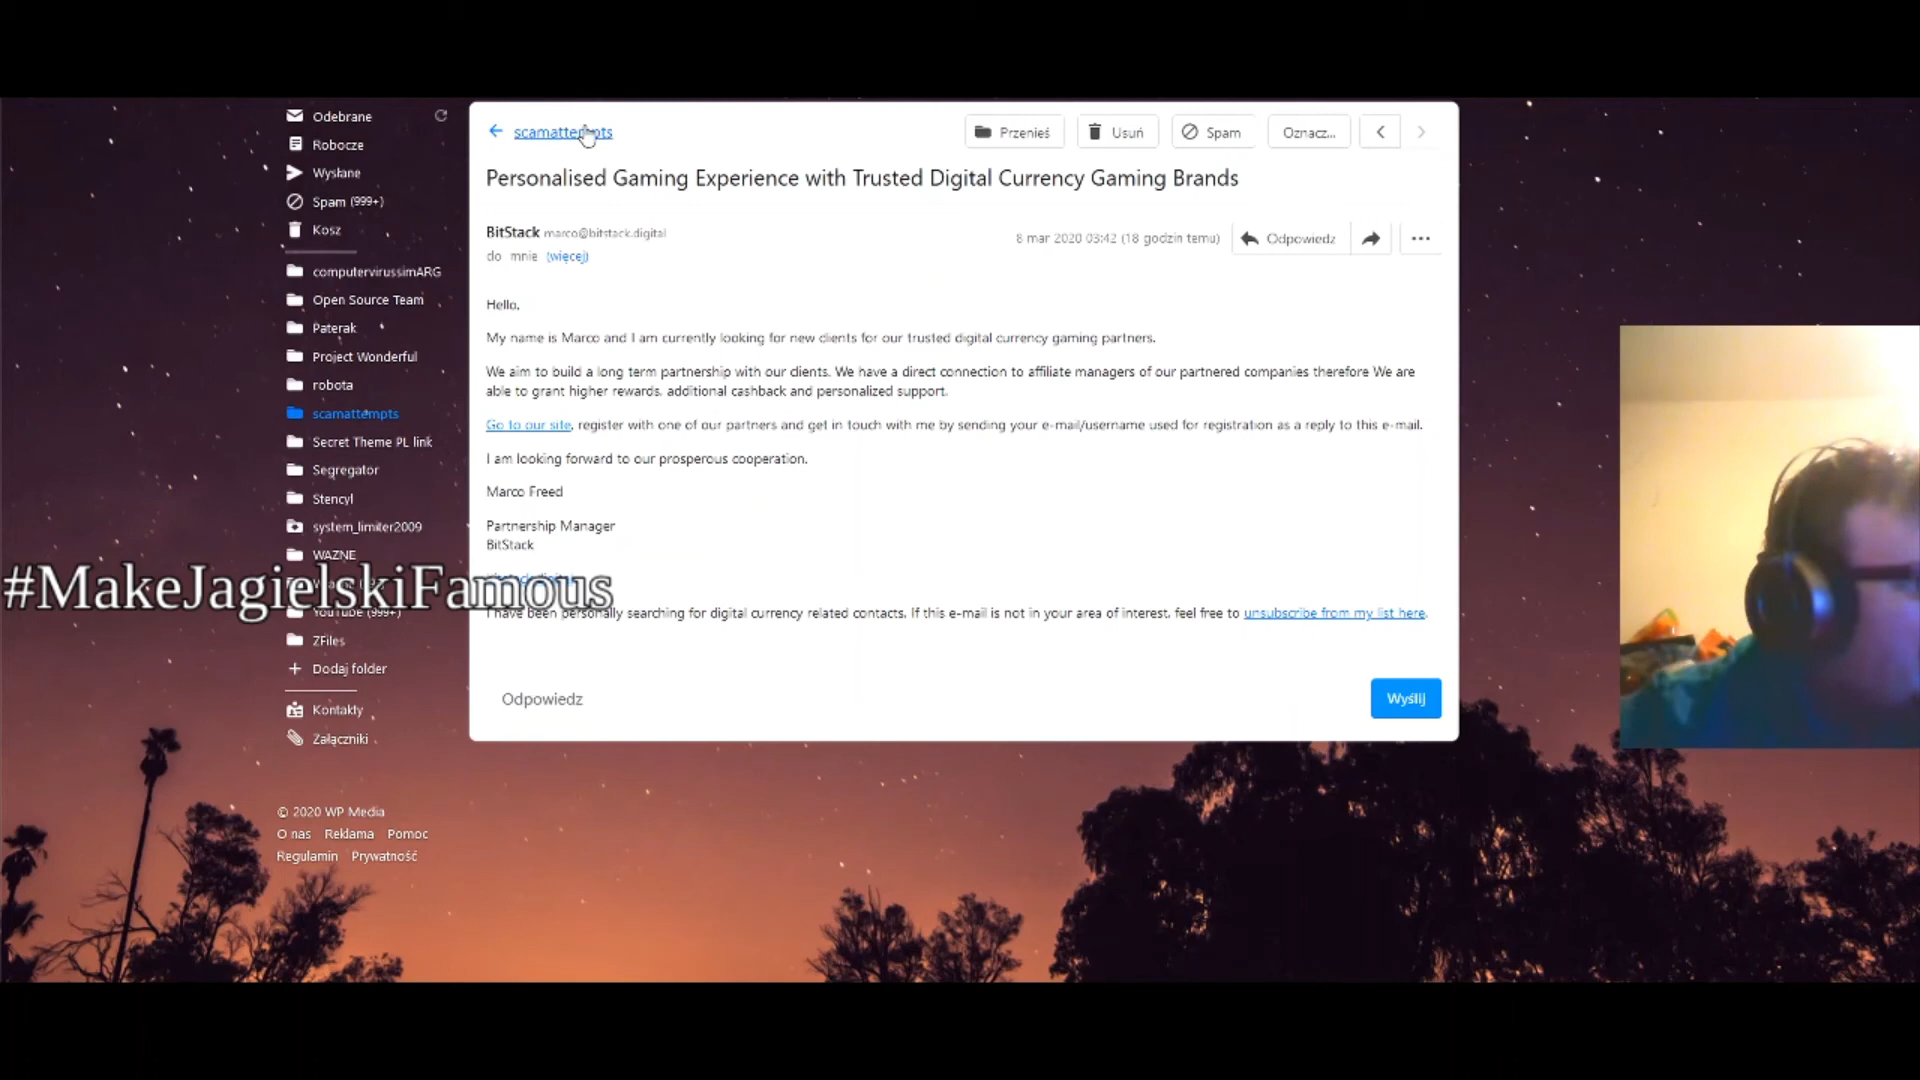 Odebrane
Robocze
Wysłane
Spam (999+)
Kosz
computervirussimARG
Open Source Team
Paterak
Project Wonderful
robota
scamattempts
Secret Theme PL link
Segregator
Stencyl
system_limiter2009
WAZNE
YouTube (999+)
ZFiles
Dodaj folder
Kontakty
Załączniki
© 2020 WP Media
O nas Reklama Pomoc
Regulamin Prywatność
#MakeJagielskiFamous
scamattempts
Przenieś Usuń Spam Oznacz...
Personalised Gaming Experience with Trusted Digital Currency Gaming Brands
BitStack marco@bitstack.digital
8 mar 2020 03:42 (18 godzin temu) Odpowiedz
do mnie (więcej)
Hello,
My name is Marco and I am currently looking for new clients for our trusted digital currency gaming partners.
We aim to build a long term partnership with our clients. We have a direct connection to affiliate managers of our partnered companies therefore We are
able to grant higher rewards, additional cashback and personalized support.
Go to our site, register with one of our partners and get in touch with me by sending your e-mail/username used for registration as a reply to this e-mail.
I am looking forward to our prosperous cooperation.
Marco Freed
Partnership Manager
BitStack
I have been personally searching for digital currency related contacts. If this e-mail is not in your area of interest, feel free to unsubscribe from my list here.
Odpowiedz
Wyślij